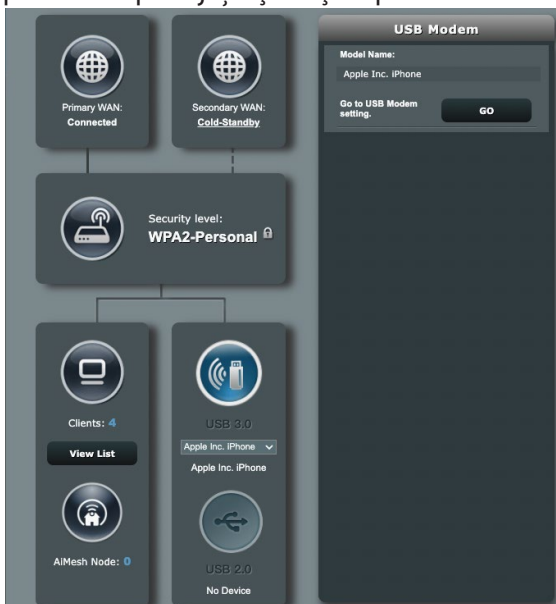 Primary WAN:
Connected
Secondary WAN:
Cold-Standby
Security level:
WPA2-Personal
Clients: 4
View List
AiMesh Node: 0
USB 3.0
Apple Inc. iPhone
Apple Inc. iPhone
USB 2.0
No Device
USB Modem
Model Name:
Apple Inc. iPhone
Go to USB Modem
setting.
GO